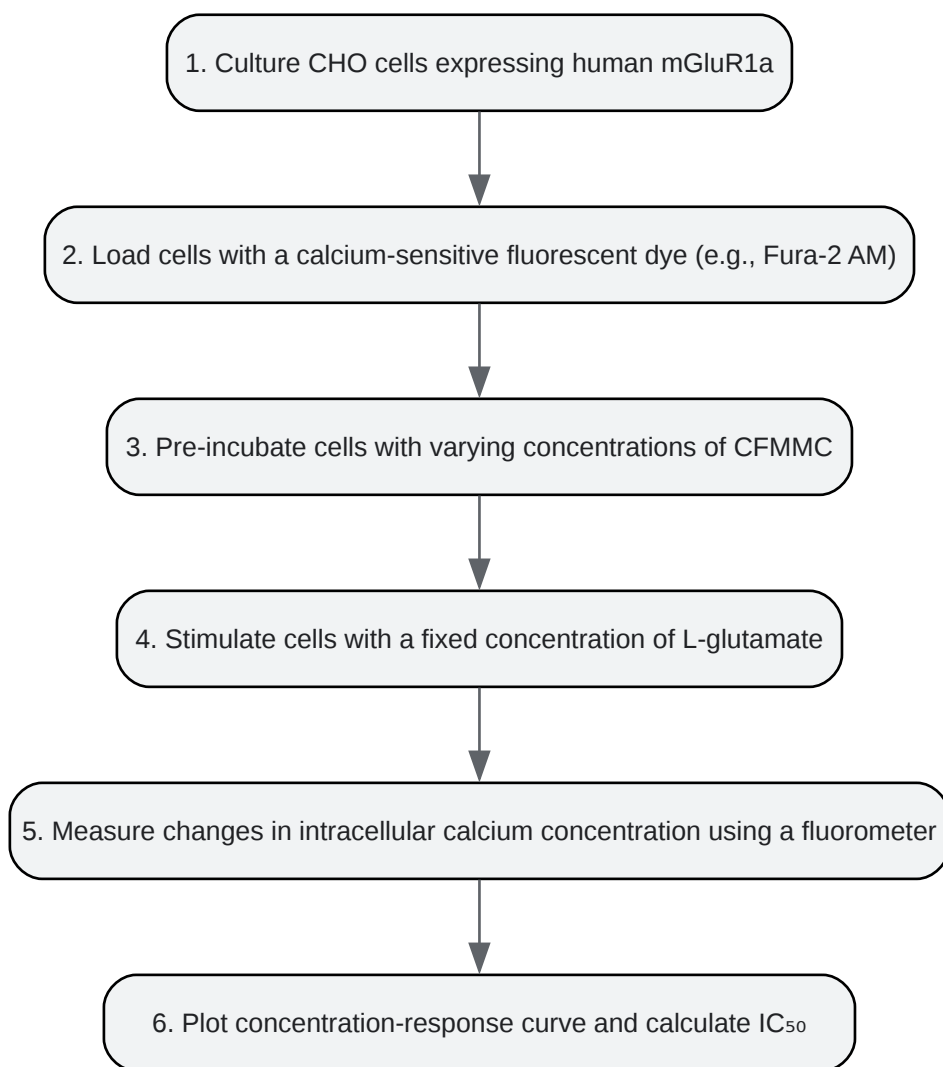 1. Culture CHO cells expressing human mGluR1a
2. Load cells with a calcium-sensitive fluorescent dye (e.g., Fura-2 AM)
3. Pre-incubate cells with varying concentrations of CFMMC
4. Stimulate cells with a fixed concentration of L-glutamate
5. Measure changes in intracellular calcium concentration using a fluorometer
6. Plot concentration-response curve and calculate IC₅₀